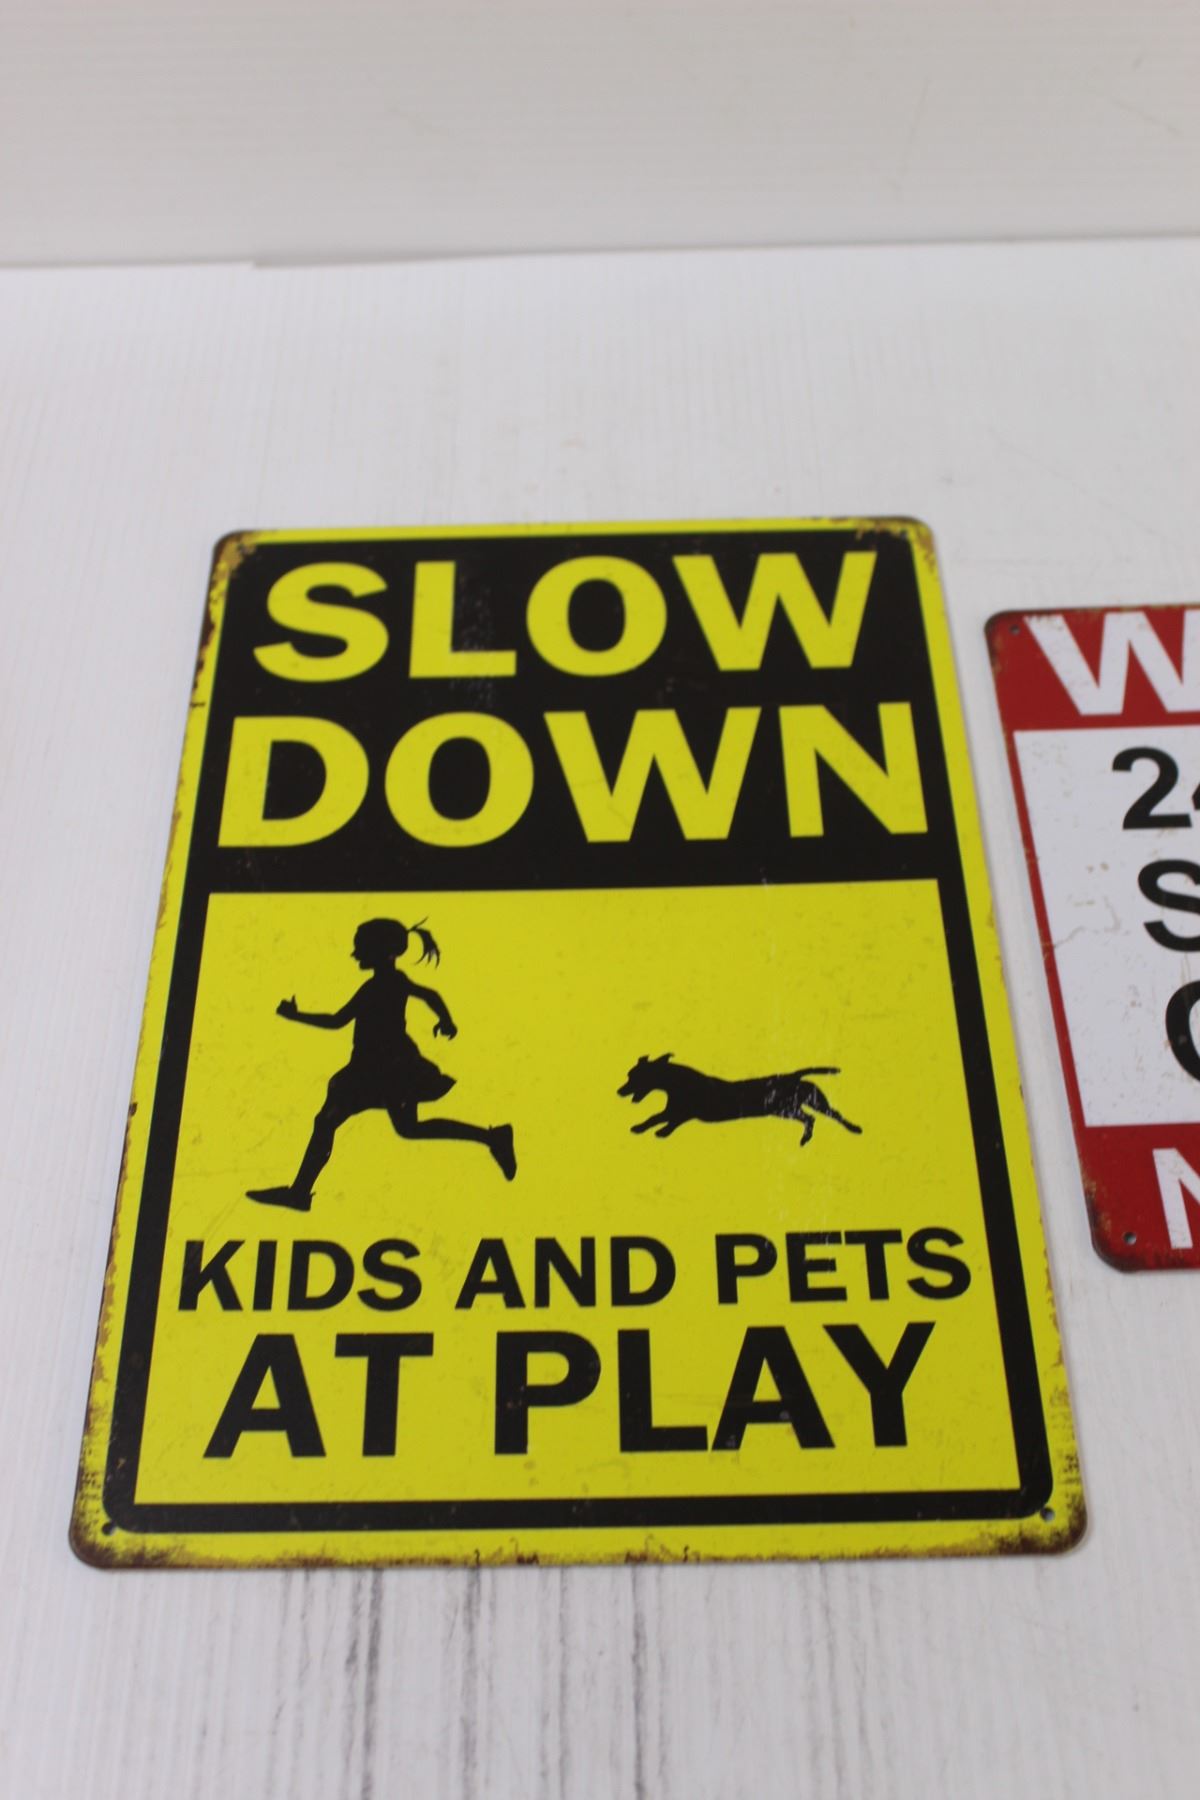 SLOW
DOWN
KIDS AND PETS
AT PLAY